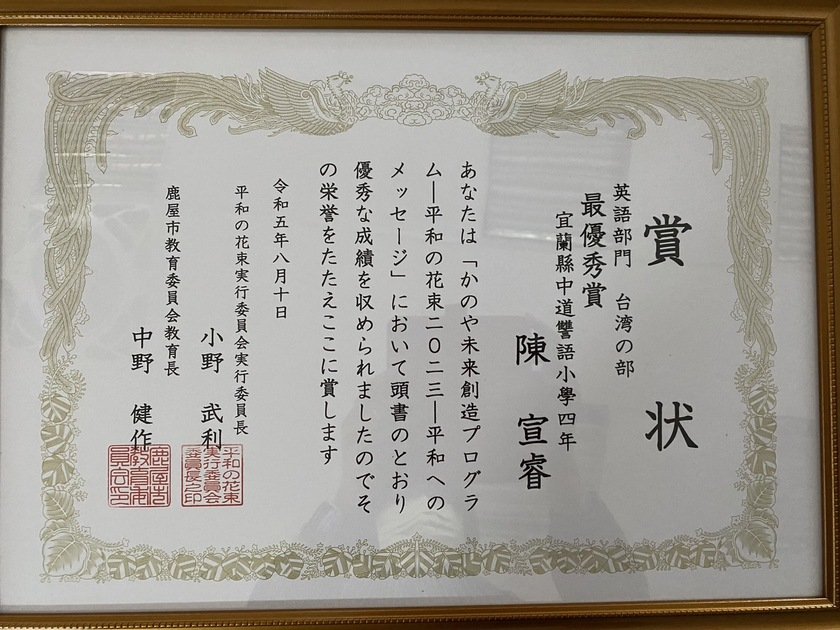 賞状
英語部門　台湾の部
最優秀賞
宜蘭縣中道讐語小學四年
陳　宣睿
あなたは「かのや未来創造プログラ
ム―平和の花束二〇二三―平和への
メッセージ」において頭書のとおり
優秀な成績を収められましたのでそ
の栄誉をたたえここに賞します
令和五年八月十日
平和の花束実行委員会実行委員長
小野　武利
鹿屋市教育委員会教育長
中野　健作
平和の花束
実行委員会
委員長之印